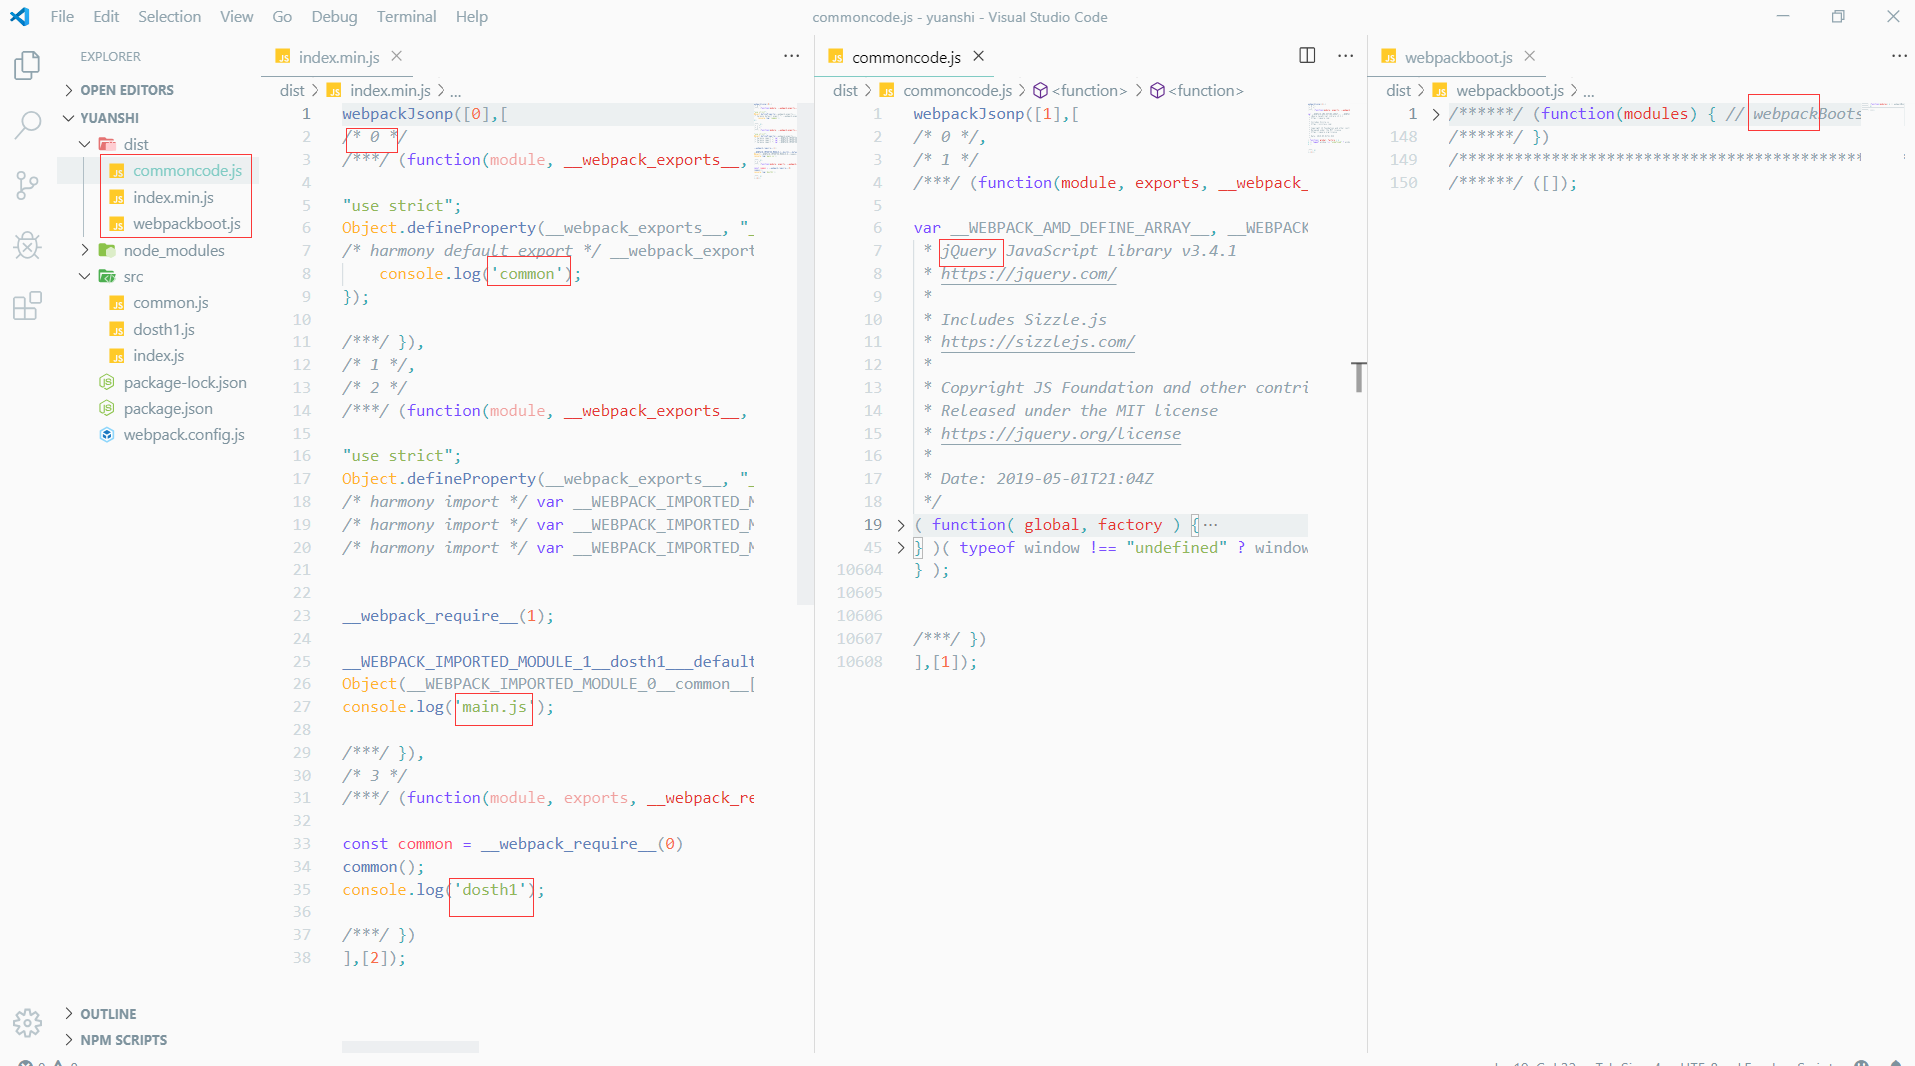 File Edit Selection View Go Debug Terminal Help
commoncode.js - yuanshi - Visual Studio Code
EXPLORER
OPEN EDITORS
YUANSHI
dist
commoncode.js
index.min.js
webpackboot.js
node_modules
src
common.js
dosth1.js
index.js
package-lock.json
package.json
webpack.config.js
OUTLINE
NPM SCRIPTS
index.min.js
dist > index.min.js > ...
1 webpackJsonp([0],[
2 /* 0 */
3 /***/ (function(module, __webpack_exports__,
4
5 "use strict";
6 Object.defineProperty(__webpack_exports__, "_
7 /* harmony default export */ __webpack_export
8 console.log('common');
9 });
10
11 /***/ }),
12 /* 1 */,
13 /* 2 */
14 /***/ (function(module, __webpack_exports__,
15
16 "use strict";
17 Object.defineProperty(__webpack_exports__, "_
18 /* harmony import */ var __WEBPACK_IMPORTED_M
19 /* harmony import */ var __WEBPACK_IMPORTED_M
20 /* harmony import */ var __WEBPACK_IMPORTED_M
21
22
23 __webpack_require__(1);
24
25 __WEBPACK_IMPORTED_MODULE_1__dosth1___default
26 Object(__WEBPACK_IMPORTED_MODULE_0__common__[
27 console.log('main.js');
28
29 /***/ }),
30 /* 3 */
31 /***/ (function(module, exports, __webpack_re
32
33 const common = __webpack_require__(0)
34 common();
35 console.log('dosth1');
36
37 /***/ })
38 ],[2]);
commoncode.js
dist > commoncode.js > <function> > <function>
1 webpackJsonp([1],[
2 /* 0 */,
3 /* 1 */
4 /***/ (function(module, exports, __webpack_
5
6 var __WEBPACK_AMD_DEFINE_ARRAY__, __WEBPACK
7 * jQuery JavaScript Library v3.4.1
8 * https://jquery.com/
9 *
10 * Includes Sizzle.js
11 * https://sizzlejs.com/
12 *
13 * Copyright JS Foundation and other contri
14 * Released under the MIT license
15 * https://jquery.org/license
16 *
17 * Date: 2019-05-01T21:04Z
18 */
19 > ( function( global, factory ) {···
45 > } )( typeof window !== "undefined" ? window
10604 } );
10605
10606
10607 /***/ })
10608 ],[1]);
T
webpackboot.js
dist > webpackboot.js > ...
1 > /******/ (function(modules) { // webpackBoots
148 /******/ })
149 /********************************************
150 /******/ ([]);